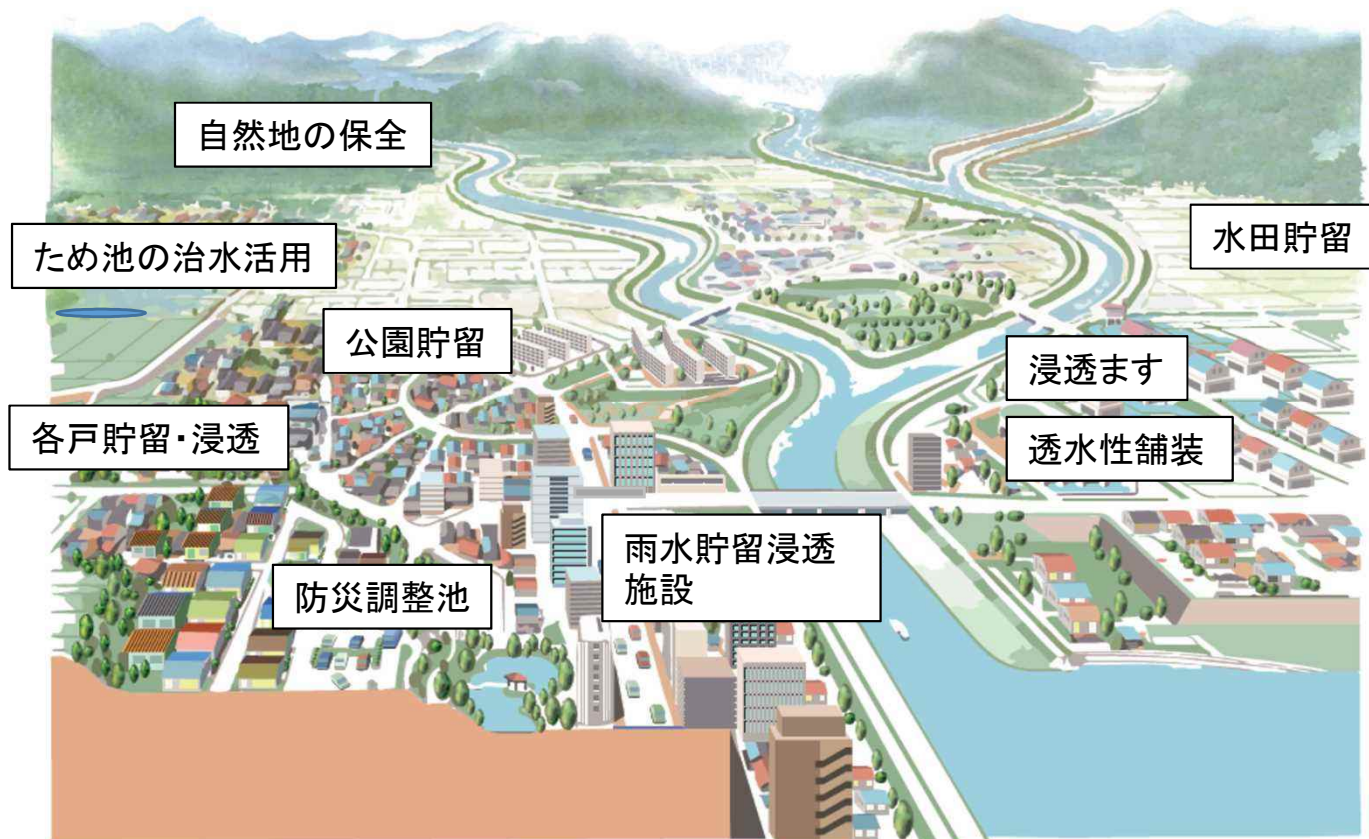 自然地の保全
ため池の治水活用
水田貯留
公園貯留
浸透ます
各戸貯留・浸透
透水性舗装
雨水貯留浸透
施設
防災調整池